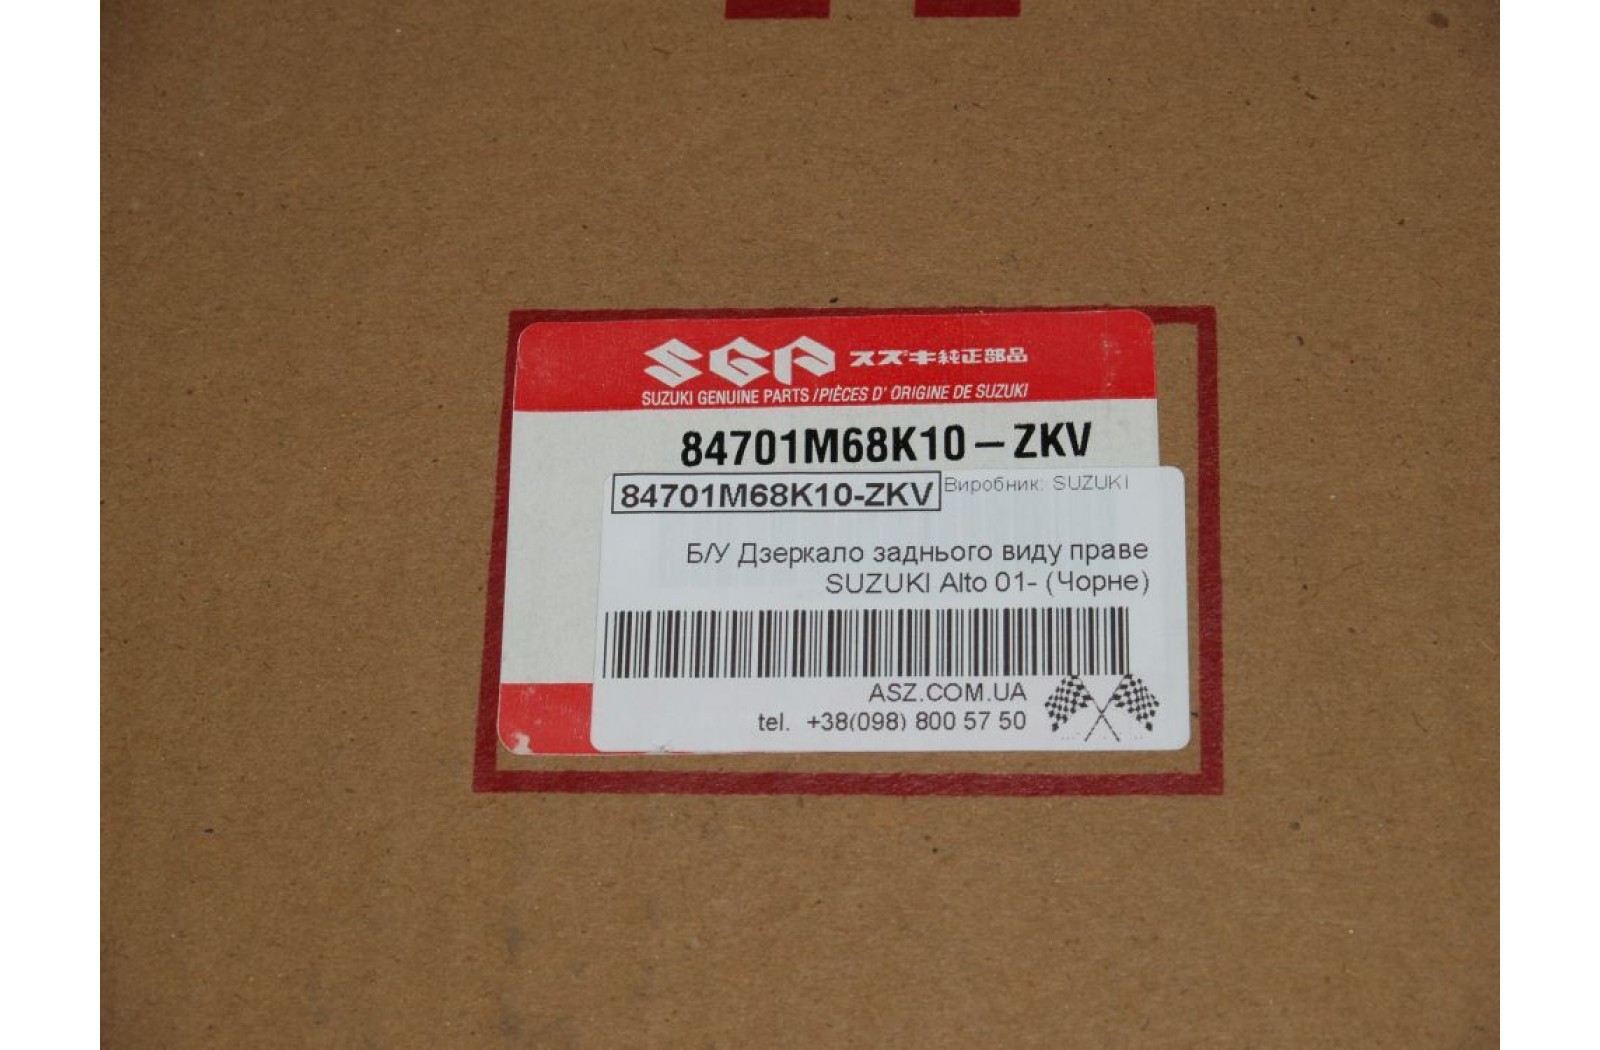 SGP スズキ純正部品
SUZUKI GENUINE PARTS /PIÈCES D' ORIGINE DE SUZUKI
84701M68K10－ZKV
84701M68K10-ZKV Виробник: SUZUKI
Б/У Дзеркало заднього виду праве
SUZUKI Alto 01- (Чорне)
ASZ.COM.UA
tel. +38(098) 800 57 50